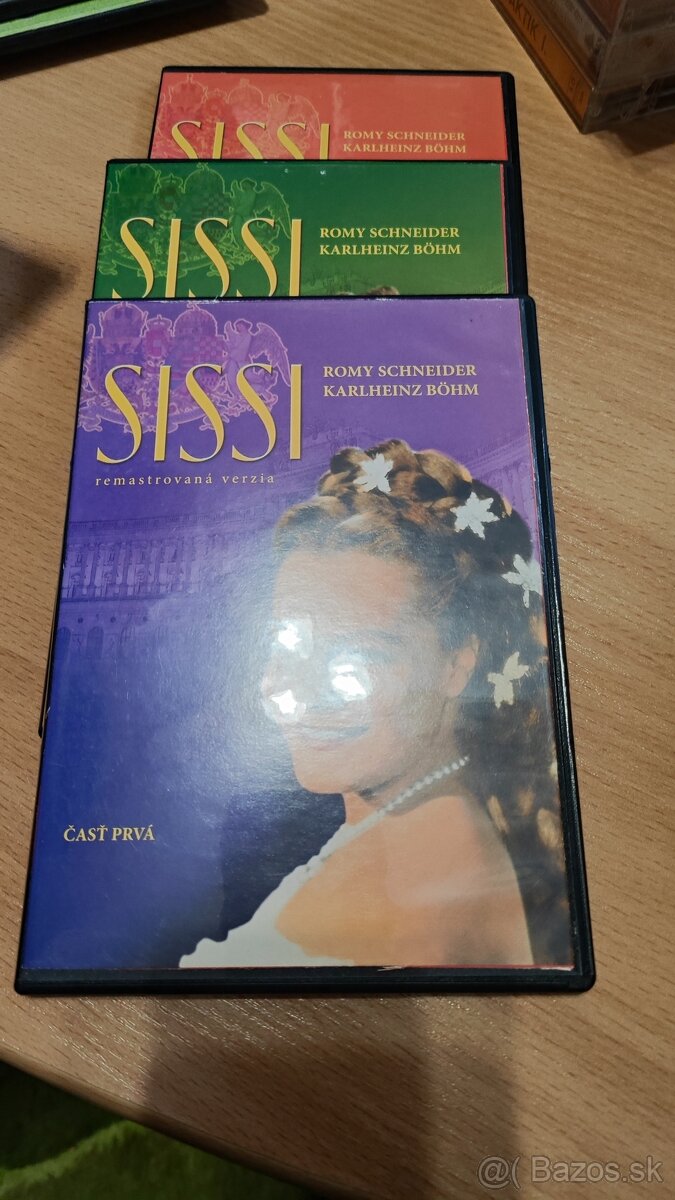 AKTIK I.
SISSI
ROMY SCHNEIDER
KARLHEINZ BÖHM
SISSI
ROMY SCHNEIDER
KARLHEINZ BÖHM
SISSI
ROMY SCHNEIDER
KARLHEINZ BÖHM
remastrovaná verzia
ČASŤ PRVÁ
@( Bazos.sk